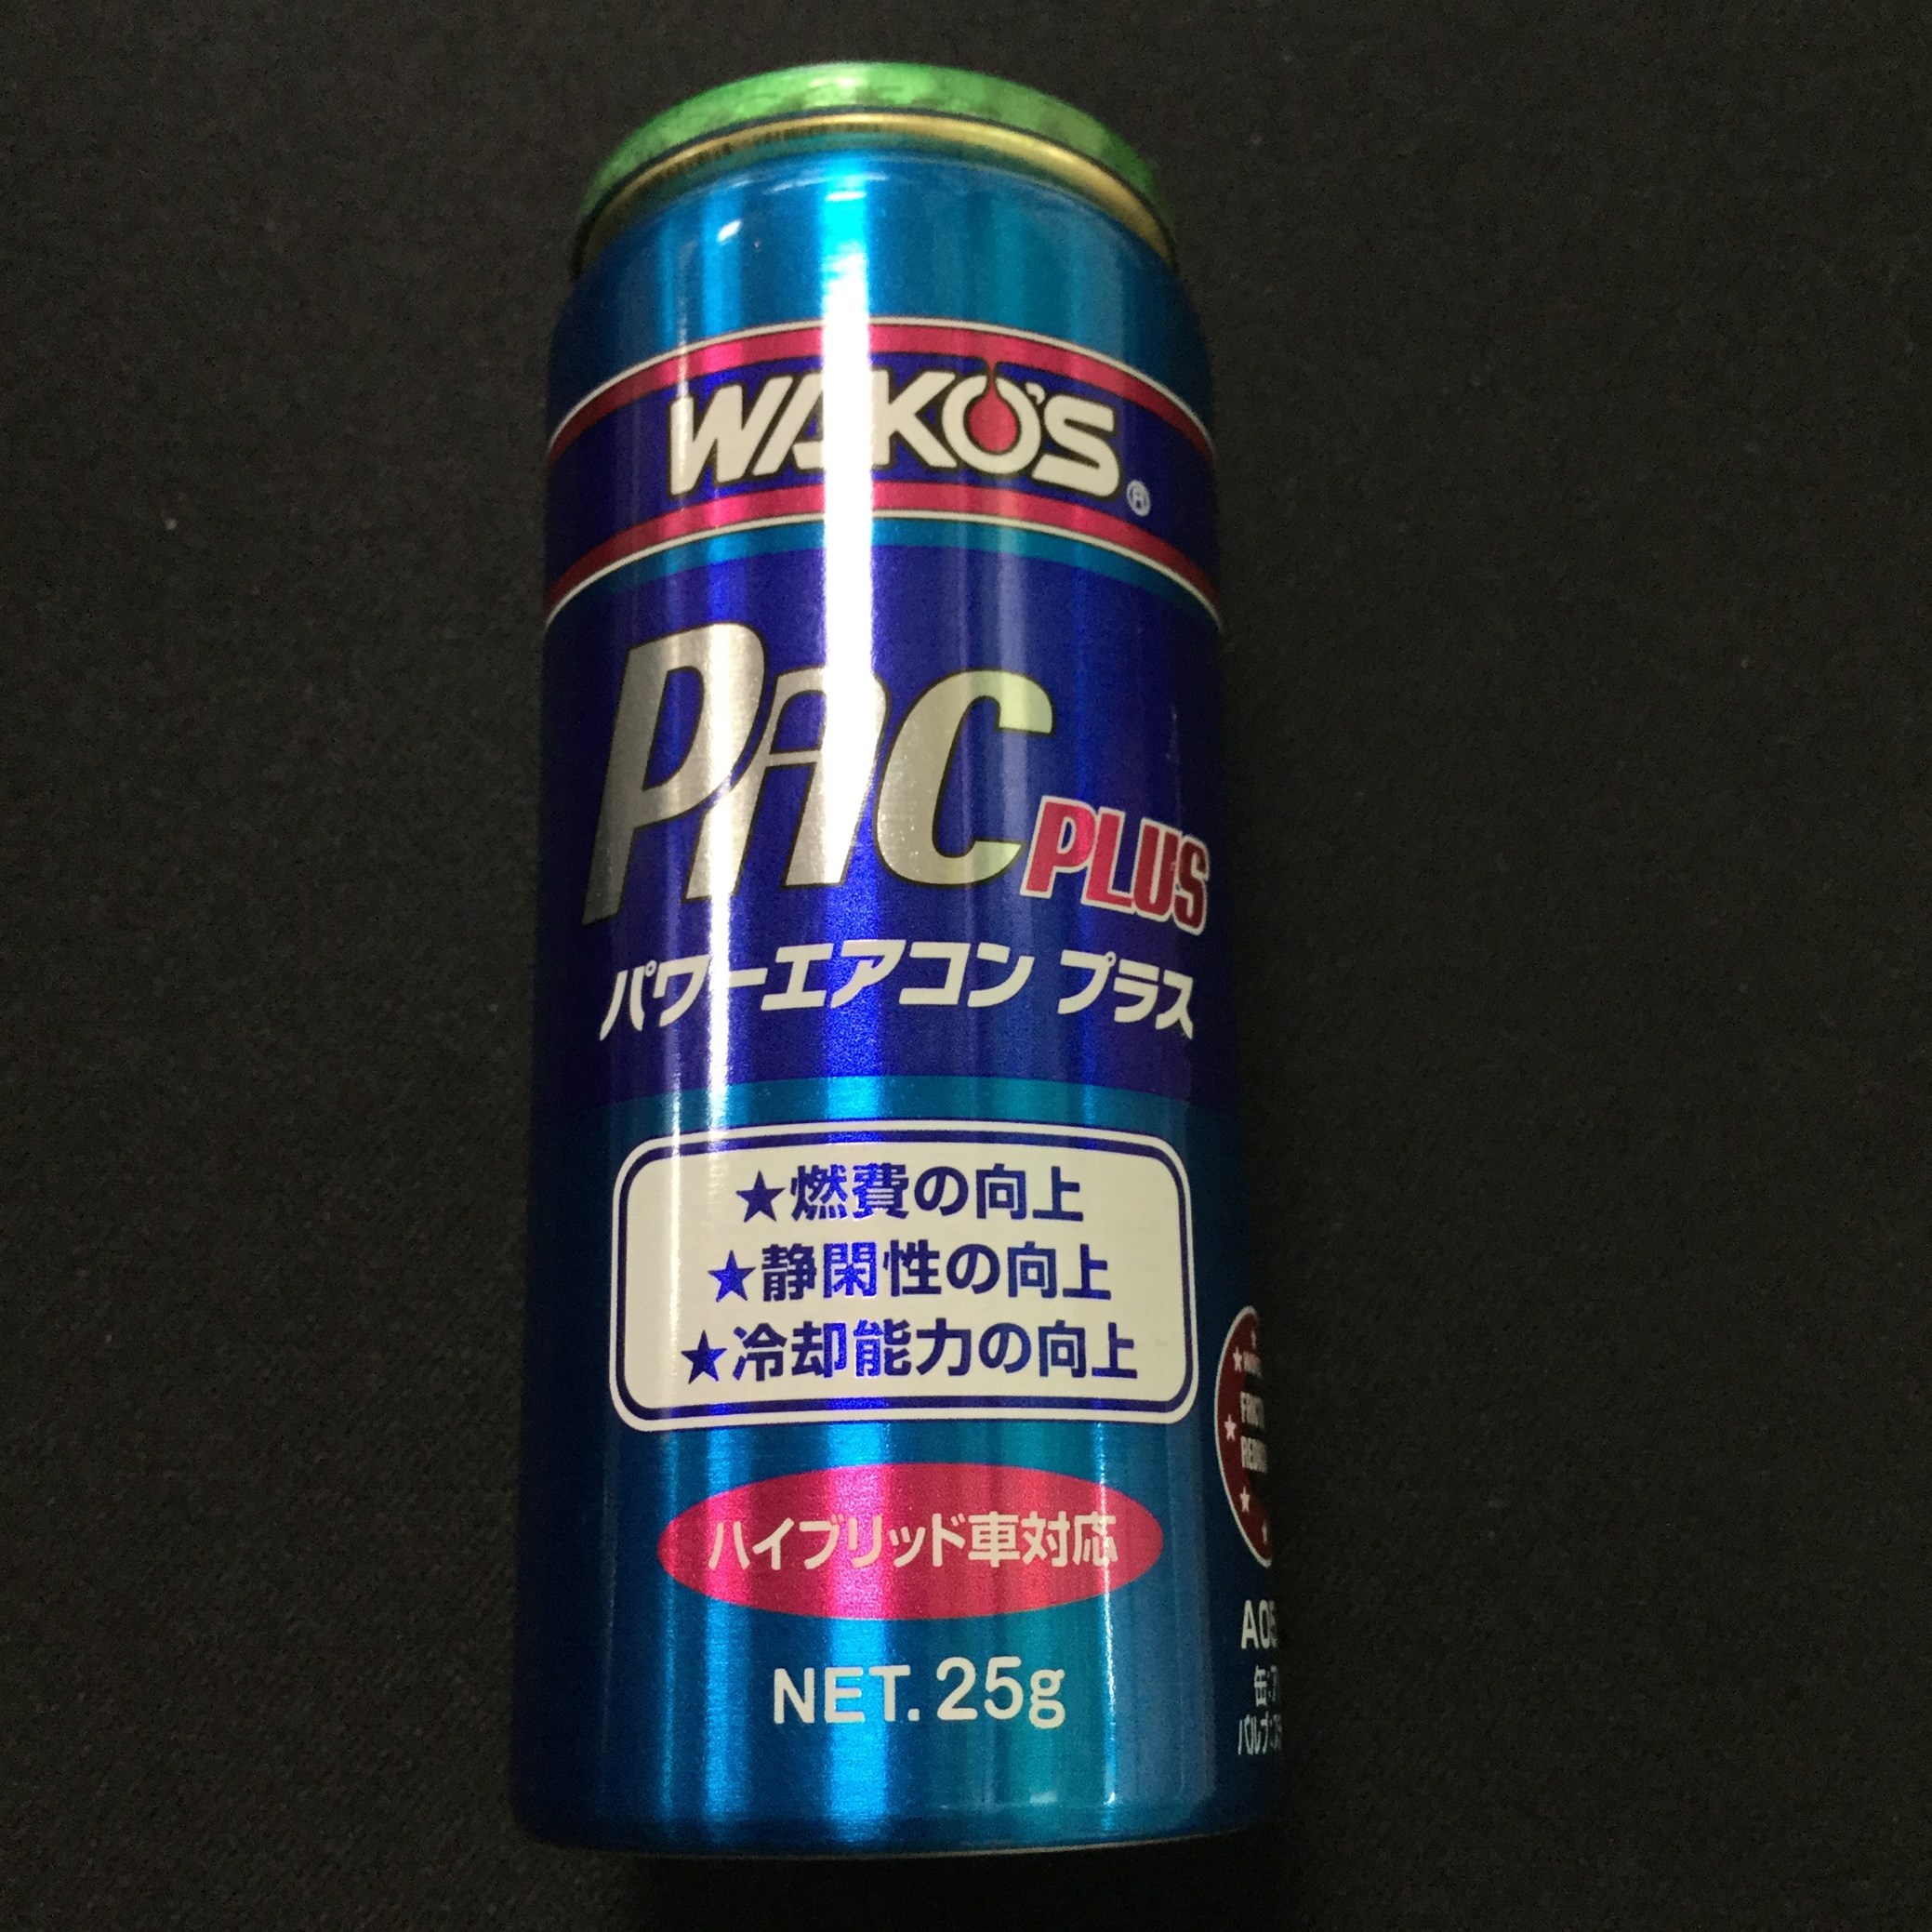 WAKO'S®
PAC PLUS
パワーエアコン プラス
★燃費の向上
★静閑性の向上
★冷却能力の向上
ハイブリッド車対応
NET. 25g